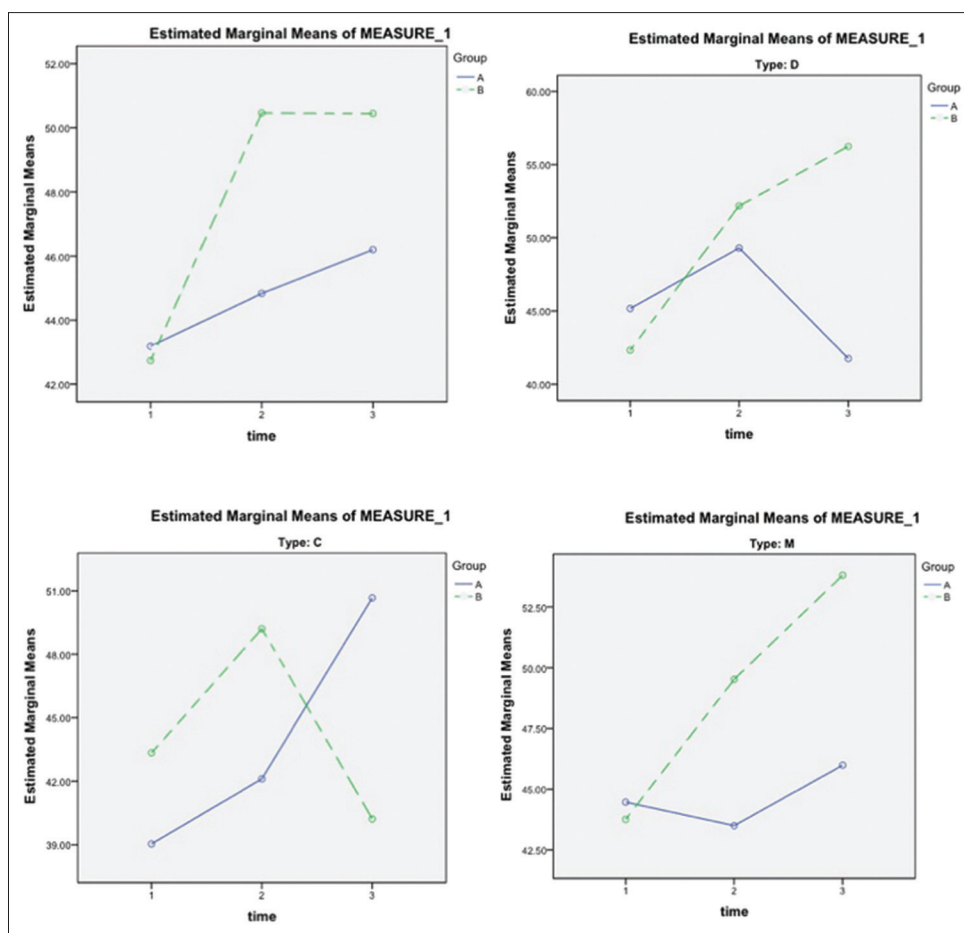 Estimated Marginal Means of MEASURE_1
Group
A
B
Estimated Marginal Means
52.00
50.00
48.00
46.00
44.00
42.00
1 2 3
time
Estimated Marginal Means of MEASURE_1
Type: D
Group
A
B
Estimated Marginal Means
60.00
55.00
50.00
45.00
40.00
1 2 3
time
Estimated Marginal Means of MEASURE_1
Type: C
Group
A
B
Estimated Marginal Means
51.00
48.00
45.00
42.00
39.00
1 2 3
time
Estimated Marginal Means of MEASURE_1
Type: M
Group
A
B
Estimated Marginal Means
52.50
50.00
47.50
45.00
42.50
1 2 3
time